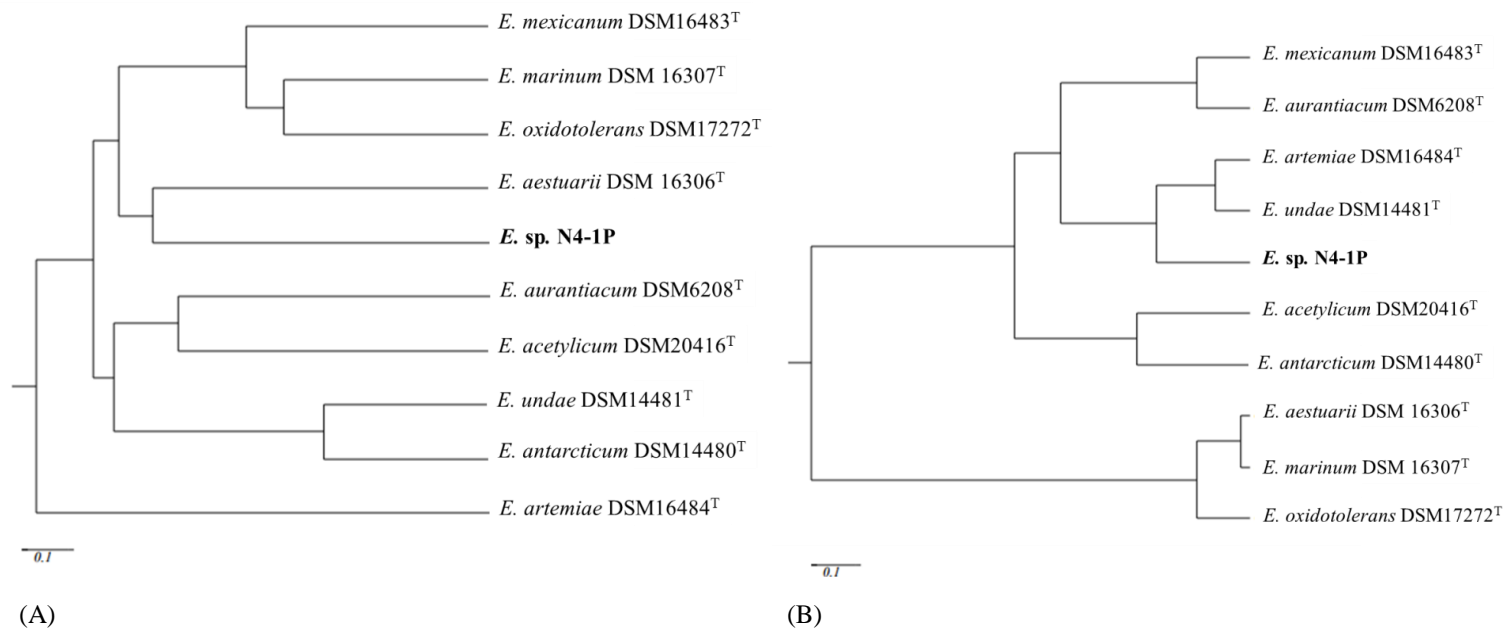 E. mexicanum DSM16483ᵀ
E. marinum DSM 16307ᵀ
E. oxidotolerans DSM17272ᵀ
E. aestuarii DSM 16306ᵀ
E. sp. N4-1P
E. aurantiacum DSM6208ᵀ
E. acetylicum DSM20416ᵀ
E. undae DSM14481ᵀ
E. antarcticum DSM14480ᵀ
E. artemiae DSM16484ᵀ
0.1
(A)
E. mexicanum DSM16483ᵀ
E. aurantiacum DSM6208ᵀ
E. artemiae DSM16484ᵀ
E. undae DSM14481ᵀ
E. sp. N4-1P
E. acetylicum DSM20416ᵀ
E. antarcticum DSM14480ᵀ
E. aestuarii DSM 16306ᵀ
E. marinum DSM 16307ᵀ
E. oxidotolerans DSM17272ᵀ
0.1
(B)